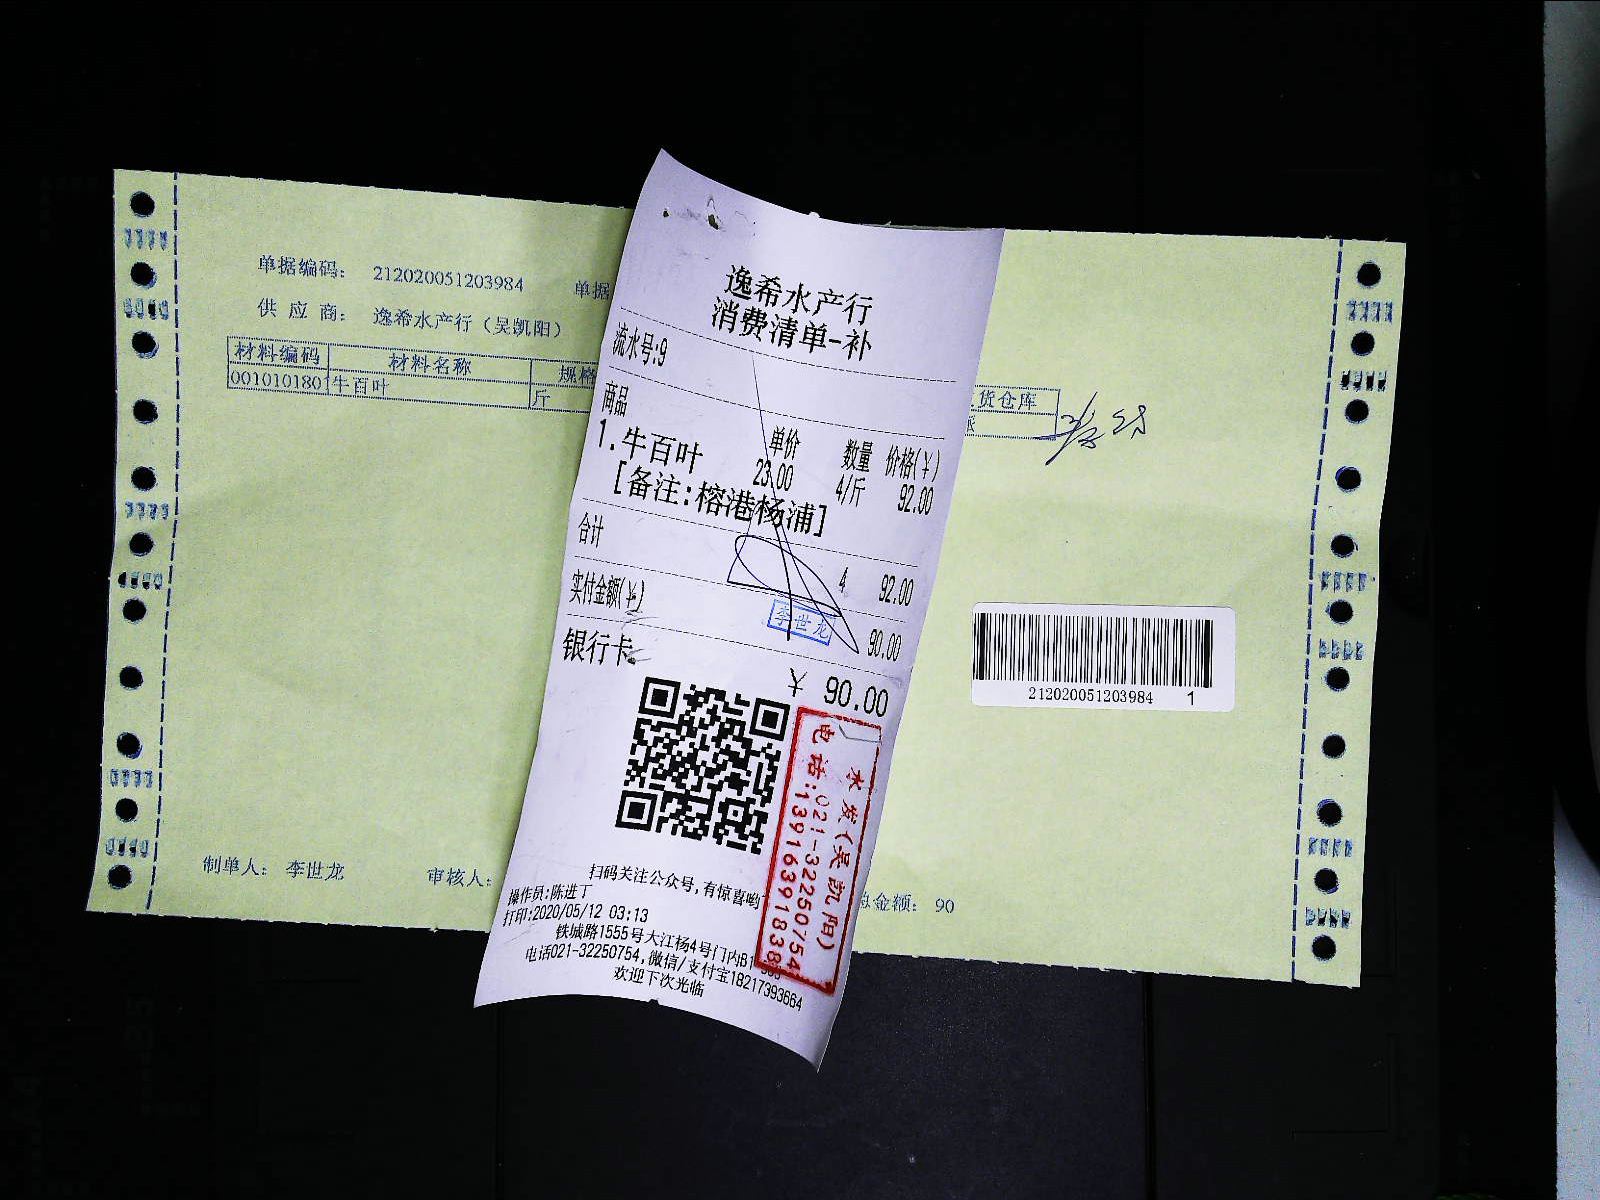 单据编码： 212020051203984 单据
供 应 商： 逸希水产行（吴凯阳）
材料编码 材料名称 规格
0010101801 牛百叶 斤
货仓库
派
制单人： 李世龙 审核人：
总金额： 90
212020051203984 1
逸希水产行
消费清单-补
流水号:9
商品 单价 数量 价格(¥)
1.牛百叶 23.00 4/斤 92.00
[备注:榕港杨浦]
合计 4 92.00
实付金额(¥) 90.00
银行卡 ¥ 90.00
李世龙
扫码关注公众号,有惊喜哟
操作员:陈进丁
打印:2020/05/12 03:13
铁城路1555号大江杨4号门内B1
电话021-32250754,微信/支付宝18217393664
欢迎下次光临
水发(吴凯阳)
电话:021-32250754
13916391838